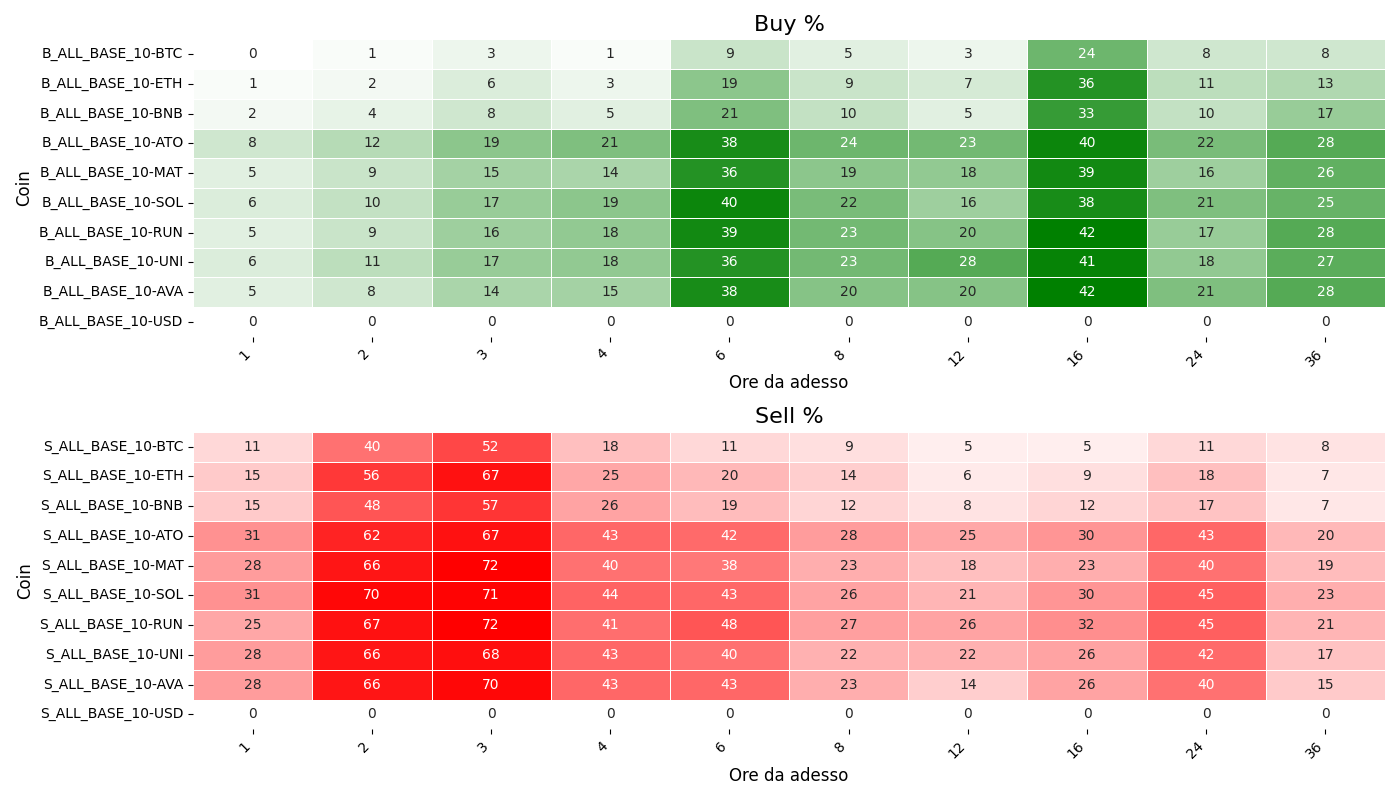 Buy %
Coin
B_ALL_BASE_10-BTC 0 1 3 1 9 5 3 24 8 8
B_ALL_BASE_10-ETH 1 2 6 3 19 9 7 36 11 13
B_ALL_BASE_10-BNB 2 4 8 5 21 10 5 33 10 17
B_ALL_BASE_10-ATO 8 12 19 21 38 24 23 40 22 28
B_ALL_BASE_10-MAT 5 9 15 14 36 19 18 39 16 26
B_ALL_BASE_10-SOL 6 10 17 19 40 22 16 38 21 25
B_ALL_BASE_10-RUN 5 9 16 18 39 23 20 42 17 28
B_ALL_BASE_10-UNI 6 11 17 18 36 23 28 41 18 27
B_ALL_BASE_10-AVA 5 8 14 15 38 20 20 42 21 28
B_ALL_BASE_10-USD 0 0 0 0 0 0 0 0 0 0
1 2 3 4 6 8 12 16 24 36
Ore da adesso
Sell %
Coin
S_ALL_BASE_10-BTC 11 40 52 18 11 9 5 5 11 8
S_ALL_BASE_10-ETH 15 56 67 25 20 14 6 9 18 7
S_ALL_BASE_10-BNB 15 48 57 26 19 12 8 12 17 7
S_ALL_BASE_10-ATO 31 62 67 43 42 28 25 30 43 20
S_ALL_BASE_10-MAT 28 66 72 40 38 23 18 23 40 19
S_ALL_BASE_10-SOL 31 70 71 44 43 26 21 30 45 23
S_ALL_BASE_10-RUN 25 67 72 41 48 27 26 32 45 21
S_ALL_BASE_10-UNI 28 66 68 43 40 22 22 26 42 17
S_ALL_BASE_10-AVA 28 66 70 43 43 23 14 26 40 15
S_ALL_BASE_10-USD 0 0 0 0 0 0 0 0 0 0
1 2 3 4 6 8 12 16 24 36
Ore da adesso